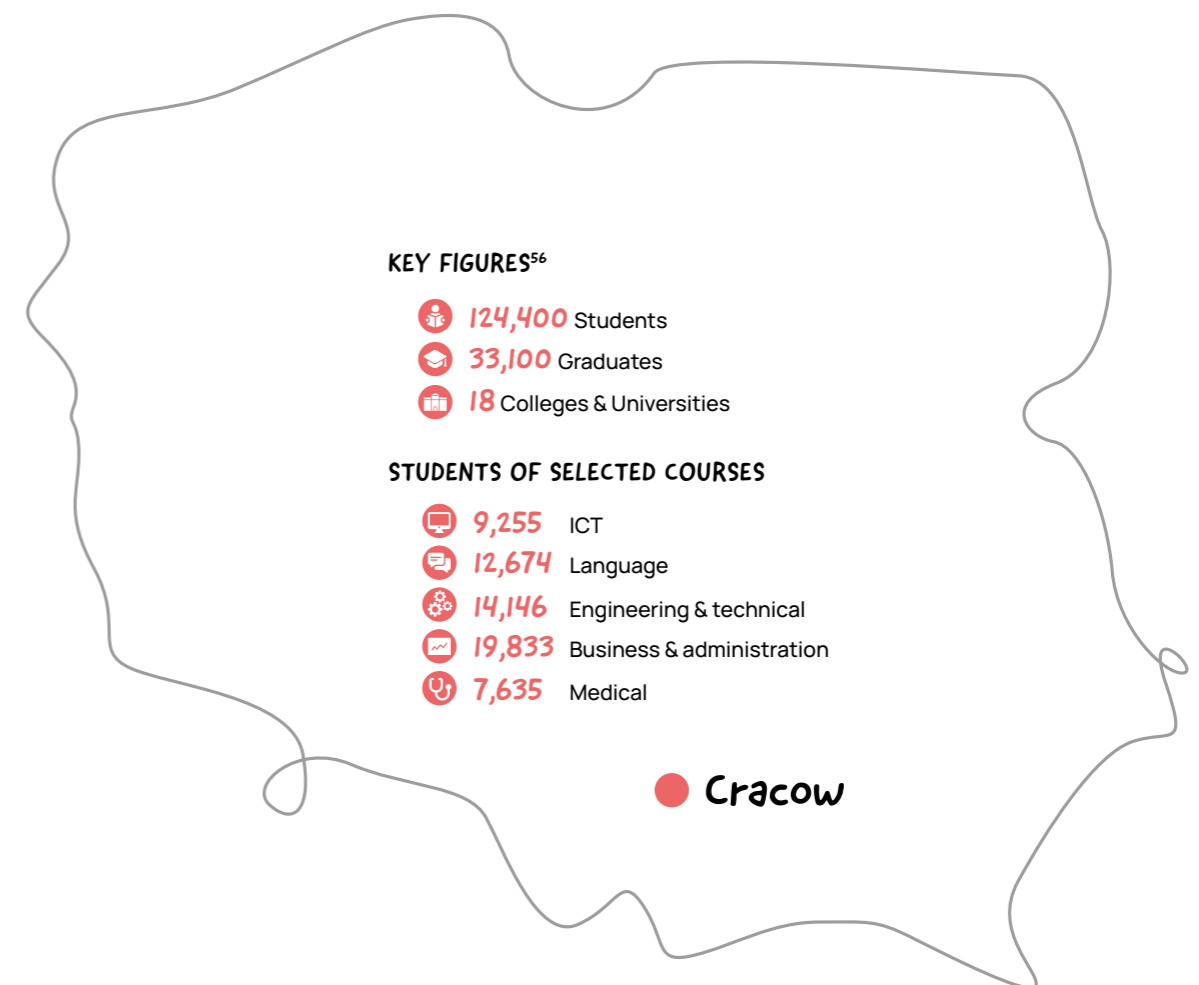 KEY FIGURES⁵⁶
124,400 Students
33,100 Graduates
18 Colleges & Universities
STUDENTS OF SELECTED COURSES
9,255 ICT
12,674 Language
14,146 Engineering & technical
19,833 Business & administration
7,635 Medical
Cracow